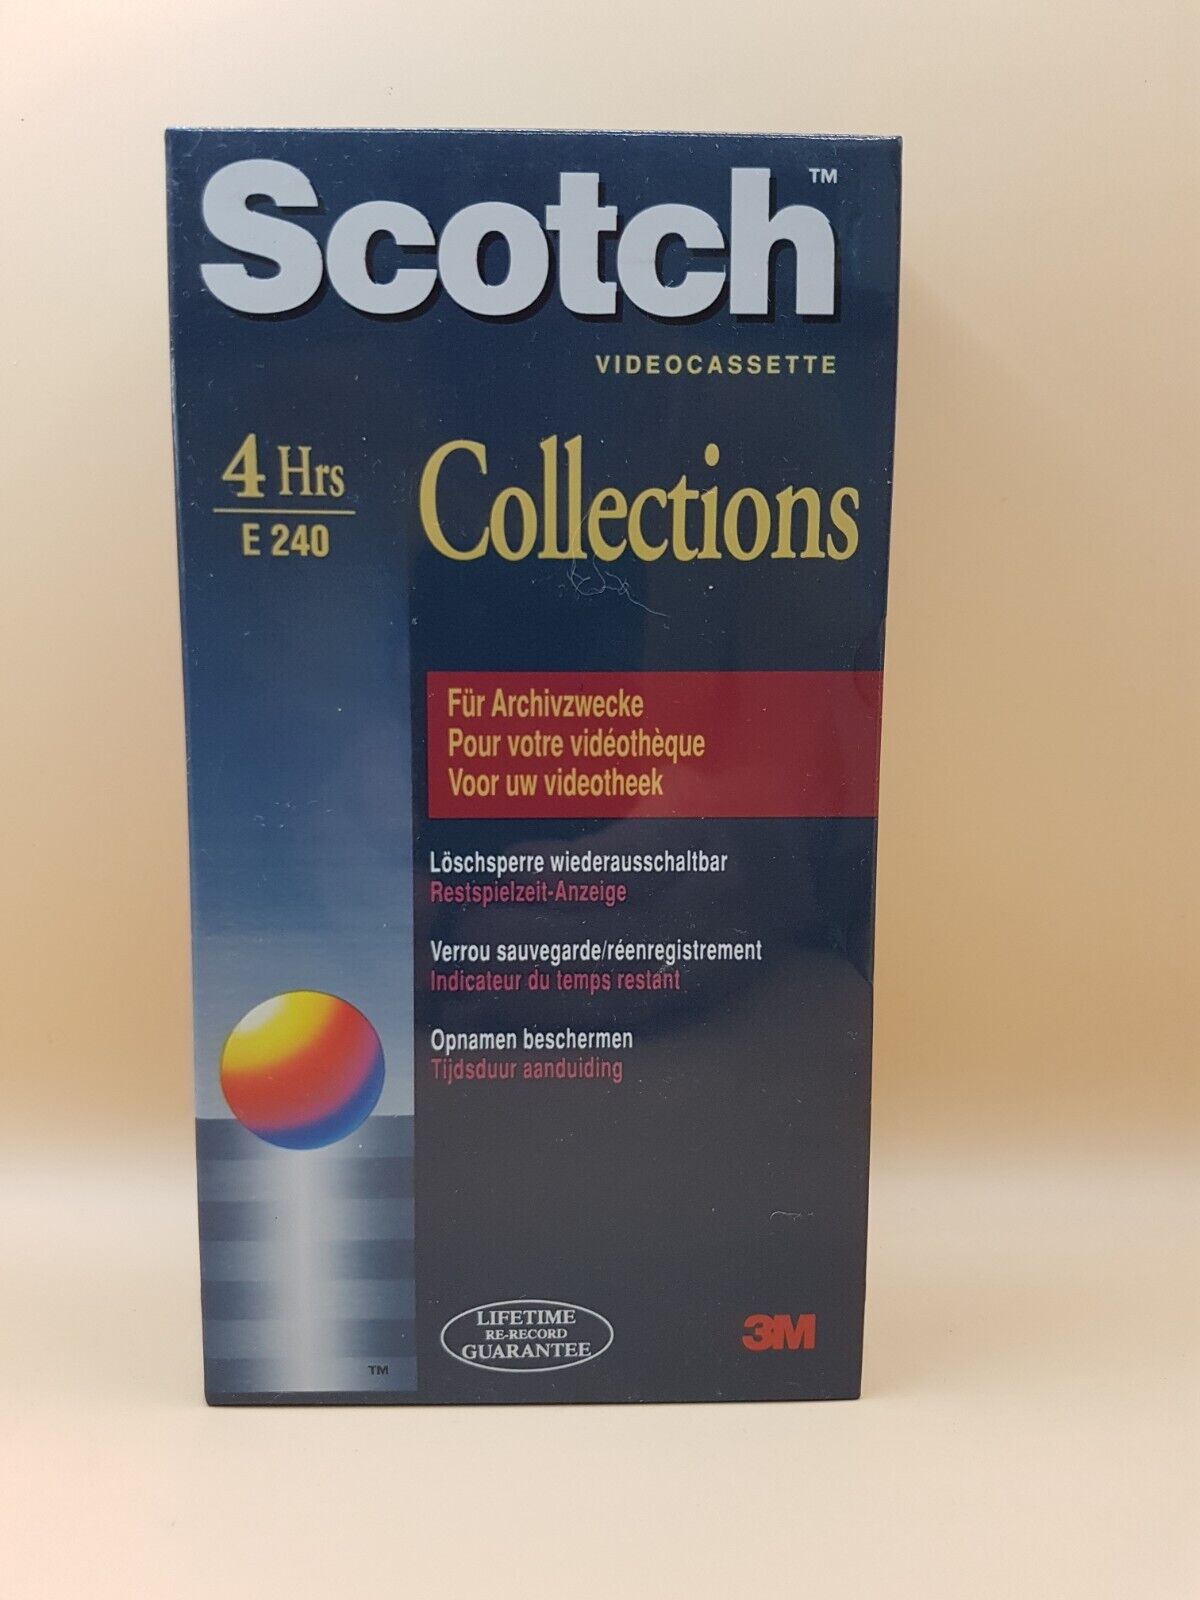 Scotch™
VIDEOCASSETTE
4 Hrs
E 240
Collections
Für Archivzwecke
Pour votre vidéothèque
Voor uw videotheek
Löschsperre wiederausschaltbar
Restspielzeit-Anzeige
Verrou sauvegarde/réenregistrement
Indicateur du temps restant
Opnamen beschermen
Tijdsduur aanduiding
LIFETIME
RE-RECORD
GUARANTEE
3M
™